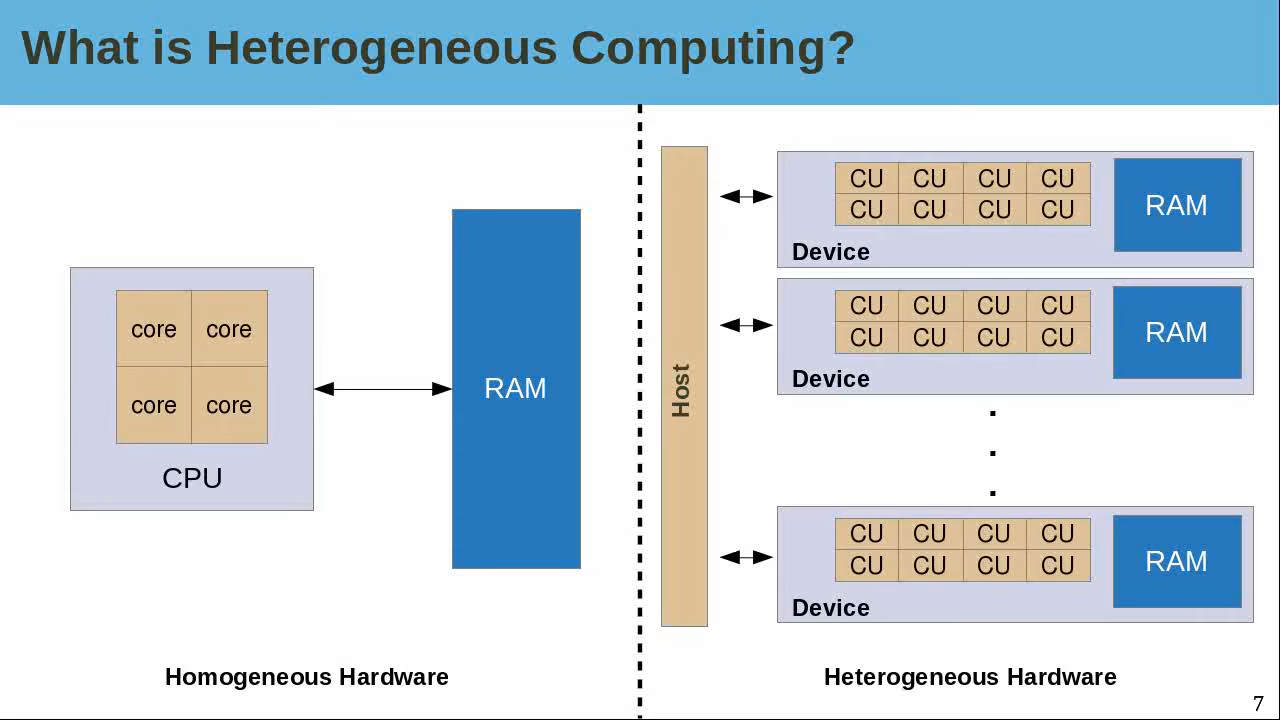 What is Heterogeneous Computing?
core core
core core
CPU
RAM
Homogeneous Hardware
Host
CU CU CU CU
CU CU CU CU
RAM
Device
CU CU CU CU
CU CU CU CU
RAM
Device
.
.
.
CU CU CU CU
CU CU CU CU
RAM
Device
Heterogeneous Hardware
7